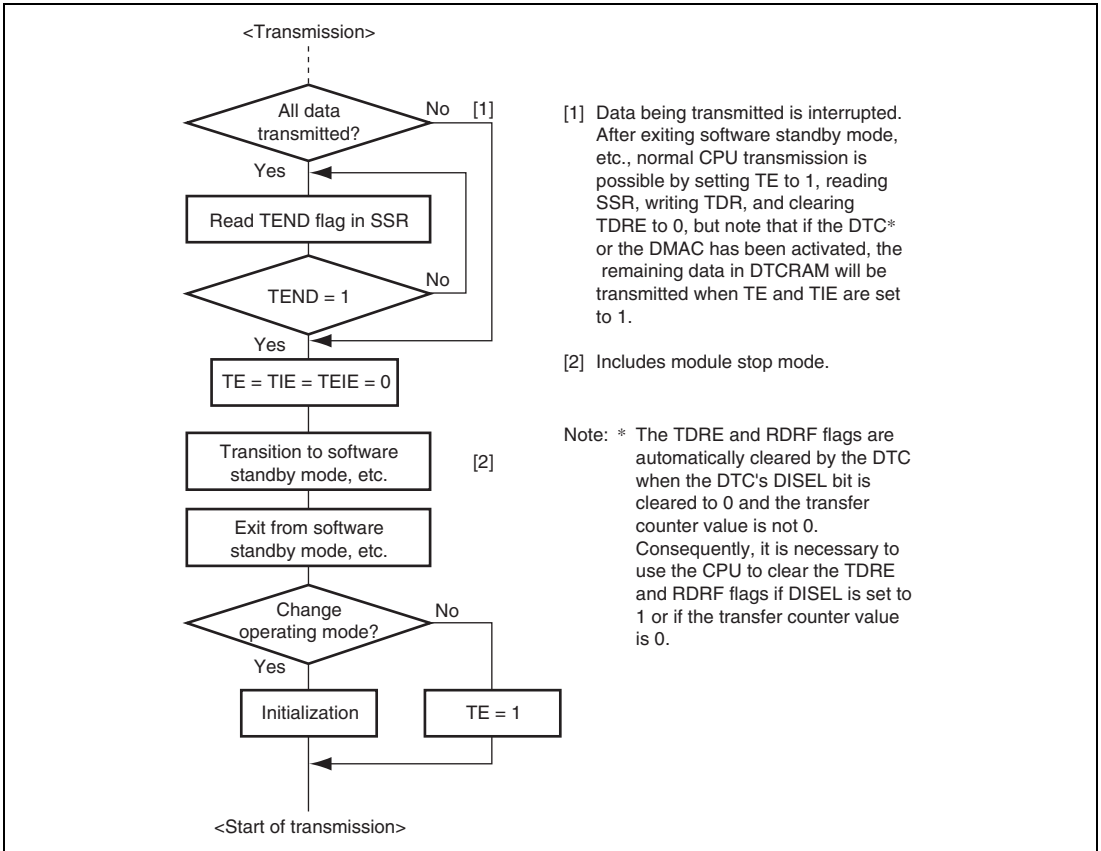 <Transmission>
All data
transmitted?
No [1]
Yes
Read TEND flag in SSR
TEND = 1
No
Yes
TE = TIE = TEIE = 0
Transition to software
standby mode, etc.
[2]
Exit from software
standby mode, etc.
Change
operating mode?
No
Yes
Initialization
TE = 1
<Start of transmission>
[1] Data being transmitted is interrupted.
After exiting software standby mode,
etc., normal CPU transmission is
possible by setting TE to 1, reading
SSR, writing TDR, and clearing
TDRE to 0, but note that if the DTC*
or the DMAC has been activated, the
remaining data in DTCRAM will be
transmitted when TE and TIE are set
to 1.
[2] Includes module stop mode.
Note: * The TDRE and RDRF flags are
automatically cleared by the DTC
when the DTC's DISEL bit is
cleared to 0 and the transfer
counter value is not 0.
Consequently, it is necessary to
use the CPU to clear the TDRE
and RDRF flags if DISEL is set to
1 or if the transfer counter value
is 0.